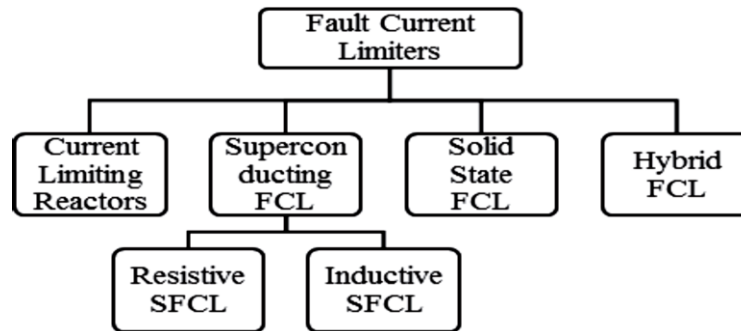 Fault Current
Limiters
Current
Limiting
Reactors
Supercon
ducting
FCL
Solid
State
FCL
Hybrid
FCL
Resistive
SFCL
Inductive
SFCL